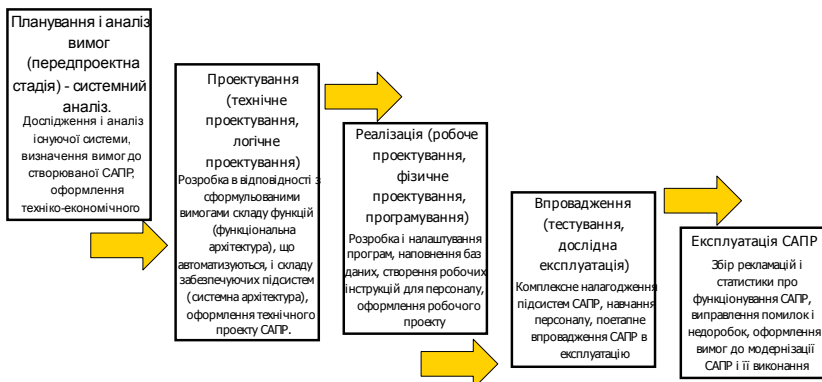 Планування і аналіз
вимог
(передпроектна
стадія) - системний
аналіз.
Дослідження і аналіз
існуючої системи,
визначення вимог до
створюваної САПР,
оформлення
техніко-економічного
Проектування
(технічне
проектування,
логічне
проектування)
Розробка в відповідності з
сформульованими
вимогами складу функцій
(функціональна
архітектура), що
автоматизуються, і складу
забезпечуючих підсистем
(системна архітектура),
оформлення технічного
проекту САПР.
Реалізація (робоче
проектування,
фізичне
проектування,
програмування)
Розробка і налаштування
програм, наповнення баз
даних, створення робочих
інструкцій для персоналу,
оформлення робочого
проекту
Впровадження
(тестування,
дослідна
експлуатація)
Комплексне налагодження
підсистем САПР, навчання
персоналу, поетапне
впровадження САПР в
експлуатацію
Експлуатація САПР
Збір рекламацій і
статистики про
функціонування САПР,
виправлення помилок і
недоробок, оформлення
вимог до модернізації
САПР і її виконання